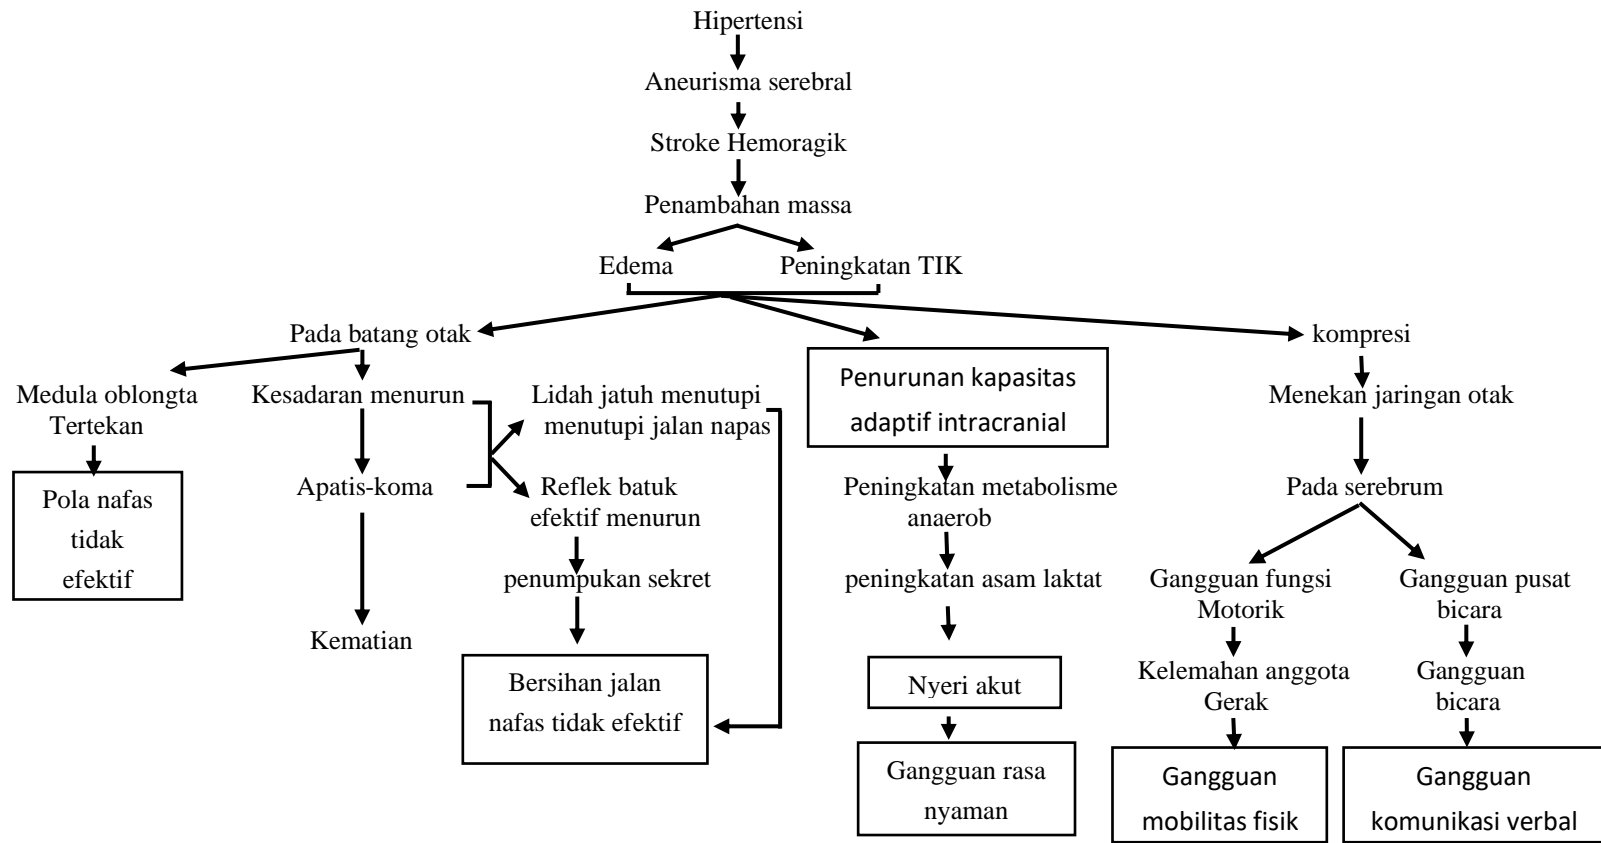 Hipertensi
Aneurisma serebral
Stroke Hemoragik
Penambahan massa
Edema
Peningkatan TIK
Pada batang otak
kompresi
Medula oblongta
Tertekan
Pola nafas
tidak
efektif
Kesadaran menurun
Apatis-koma
Kematian
Lidah jatuh menutupi
menutupi jalan napas
Reflek batuk
efektif menurun
penumpukan sekret
Bersihan jalan
nafas tidak efektif
Penurunan kapasitas
adaptif intracranial
Peningkatan metabolisme
anaerob
peningkatan asam laktat
Nyeri akut
Gangguan rasa
nyaman
Menekan jaringan otak
Pada serebrum
Gangguan fungsi
Motorik
Kelemahan anggota
Gerak
Gangguan
mobilitas fisik
Gangguan pusat
bicara
Gangguan
bicara
Gangguan
komunikasi verbal